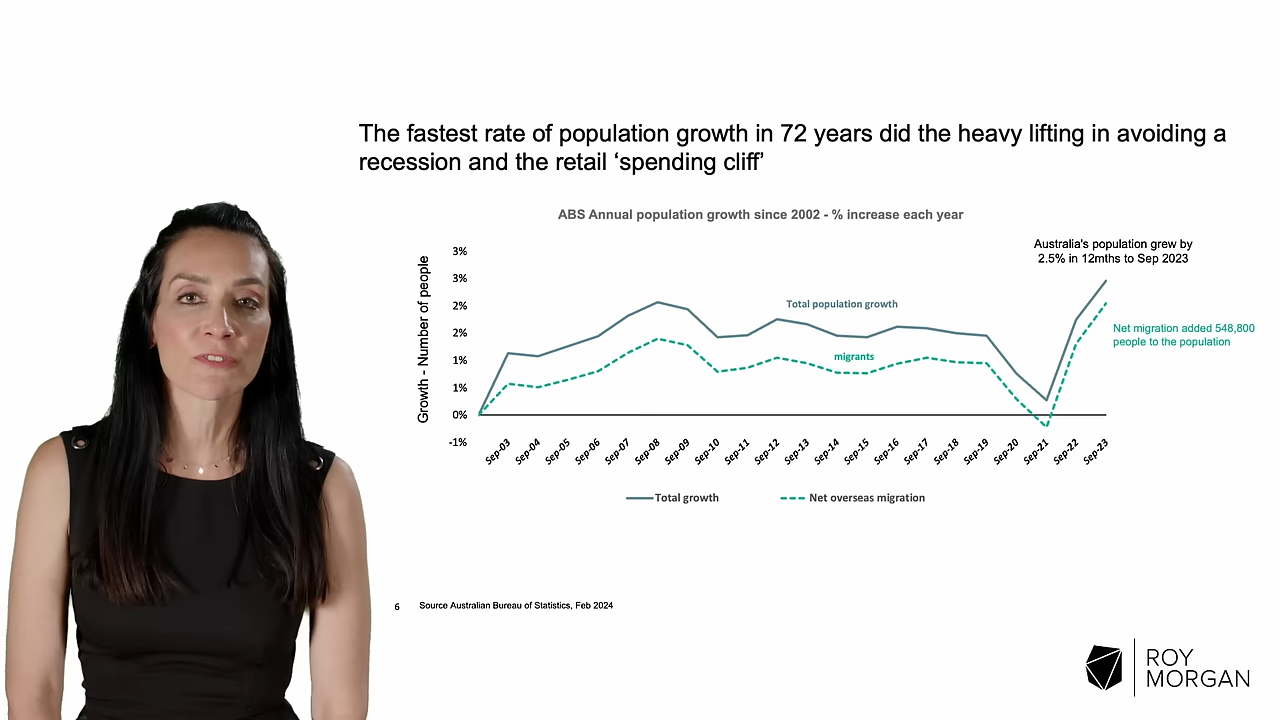 The fastest rate of population growth in 72 years did the heavy lifting in avoiding a
recession and the retail ‘spending cliff’
ABS Annual population growth since 2002 - % increase each year
Australia's population grew by
2.5% in 12mths to Sep 2023
Growth - Number of people
3%
3%
2%
2%
1%
1%
0%
-1%
Total population growth
migrants
Net migration added 548,800
people to the population
Sep-03
Sep-04
Sep-05
Sep-06
Sep-07
Sep-08
Sep-09
Sep-10
Sep-11
Sep-12
Sep-13
Sep-14
Sep-15
Sep-16
Sep-17
Sep-18
Sep-19
Sep-20
Sep-21
Sep-22
Sep-23
Total growth
Net overseas migration
6
Source Australian Bureau of Statistics, Feb 2024
ROY
MORGAN